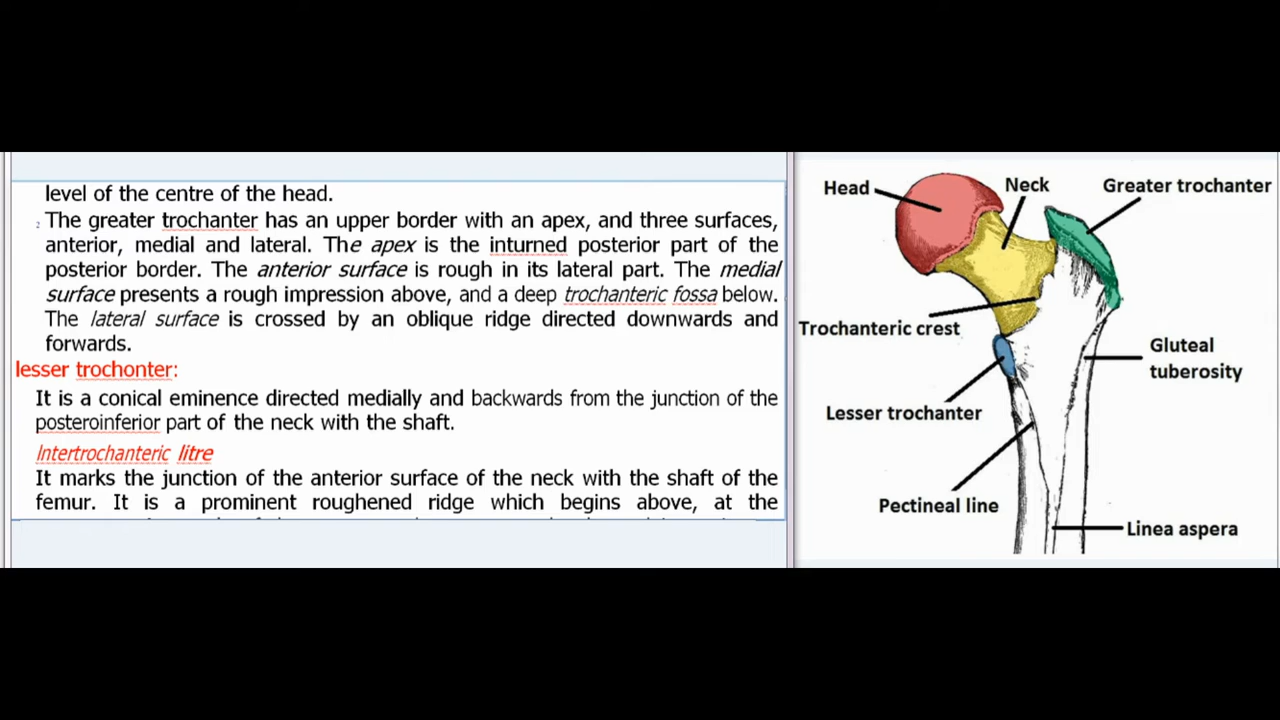 level of the centre of the head.
2 The greater trochanter has an upper border with an apex, and three surfaces,
anterior, medial and lateral. The apex is the inturned posterior part of the
posterior border. The anterior surface is rough in its lateral part. The medial
surface presents a rough impression above, and a deep trochanteric fossa below.
The lateral surface is crossed by an oblique ridge directed downwards and
forwards.
lesser trochonter:
It is a conical eminence directed medially and backwards from the junction of the
posteroinferior part of the neck with the shaft.
Intertrochanteric litre
It marks the junction of the anterior surface of the neck with the shaft of the
femur. It is a prominent roughened ridge which begins above, at the
Head
Neck
Greater trochanter
Trochanteric crest
Gluteal
tuberosity
Lesser trochanter
Pectineal line
Linea aspera